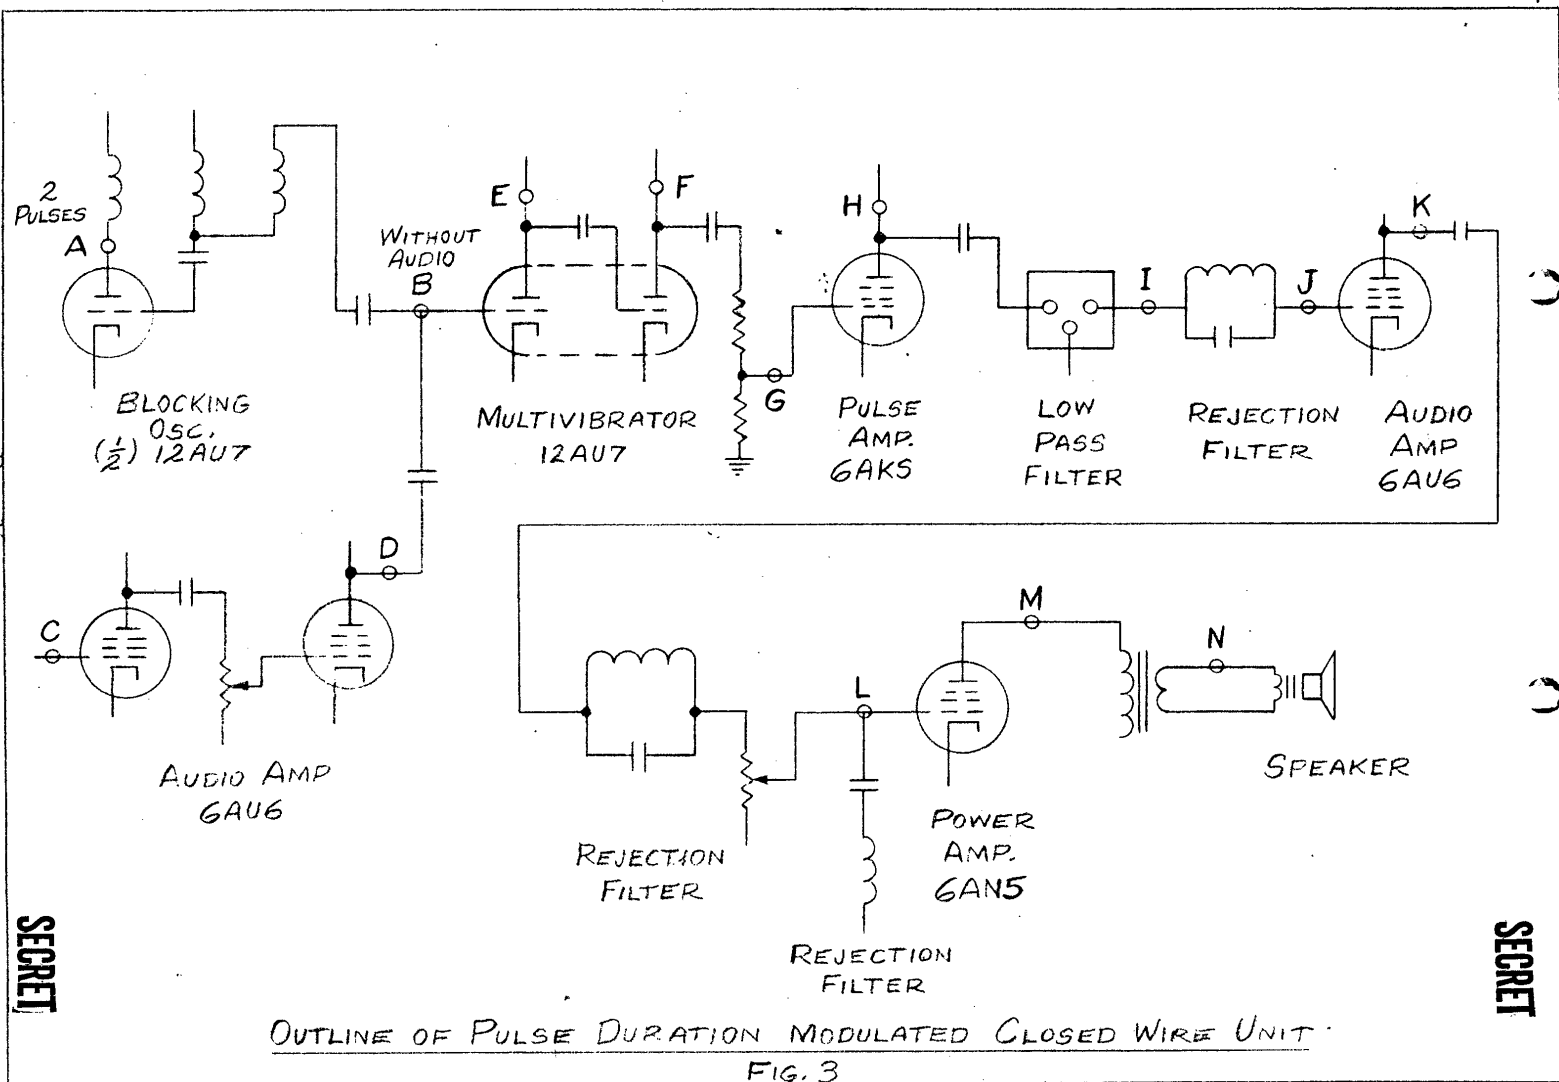 2
PULSES
A
BLOCKING
OSC.
(½) 12AU7
WITHOUT
AUDIO
B
E
F
MULTIVIBRATOR
12AU7
G
H
PULSE
AMP.
6AK5
LOW
PASS
FILTER
I
REJECTION
FILTER
J
K
AUDIO
AMP
6AU6
C
D
AUDIO AMP
6AU6
REJECTION
FILTER
L
REJECTION
FILTER
M
POWER
AMP.
6AN5
N
SPEAKER
SECRET
SECRET
OUTLINE OF PULSE DURATION MODULATED CLOSED WIRE UNIT
FIG. 3